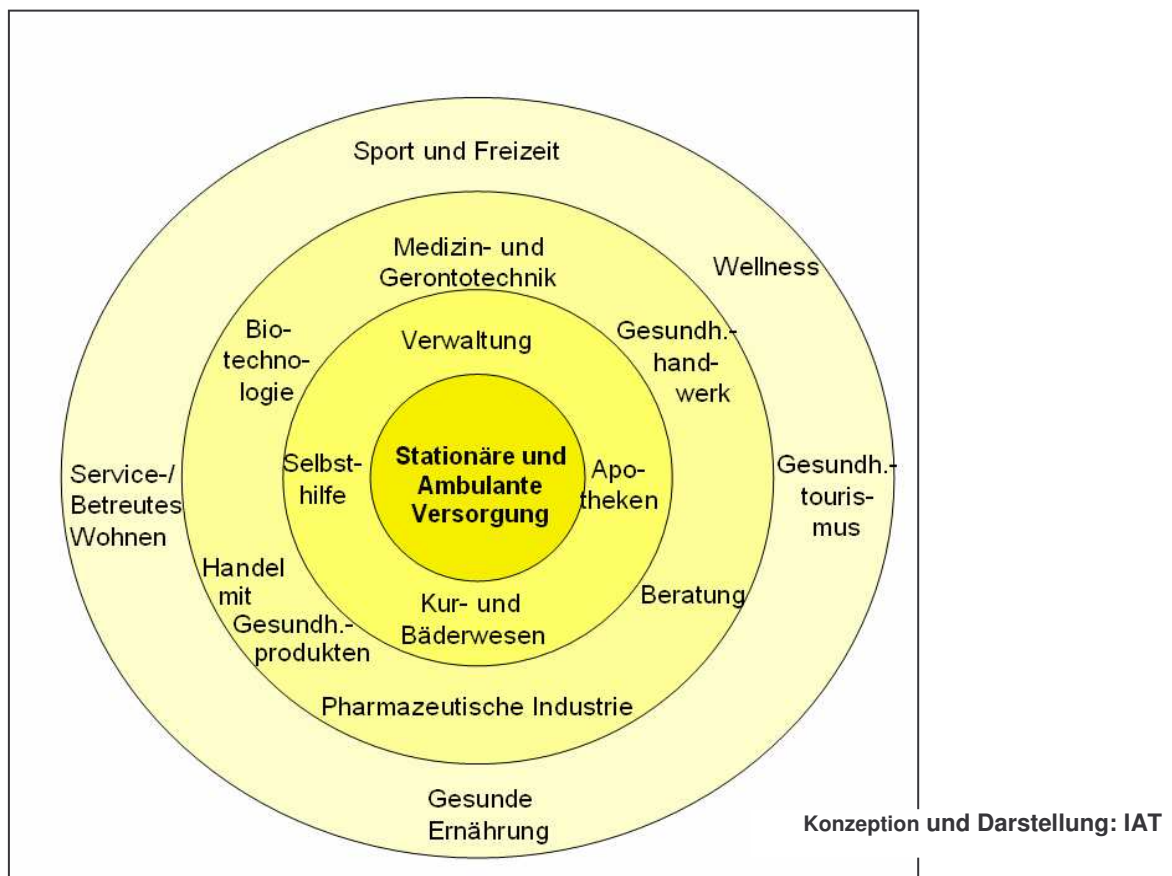 Sport und Freizeit
Wellness
Medizin- und
Gerontotechnik
Bio-
techno-
logie
Gesundh.-
hand-
werk
Verwaltung
Selbst-
hilfe
Stationäre und
Ambulante
Versorgung
Apo-
theken
Service-/
Betreutes
Wohnen
Gesundh.-
touris-
mus
Handel
mit
Gesundh.-
produkten
Kur- und
Bäderwesen
Beratung
Pharmazeutische Industrie
Gesunde
Ernährung
Konzeption und Darstellung: IAT